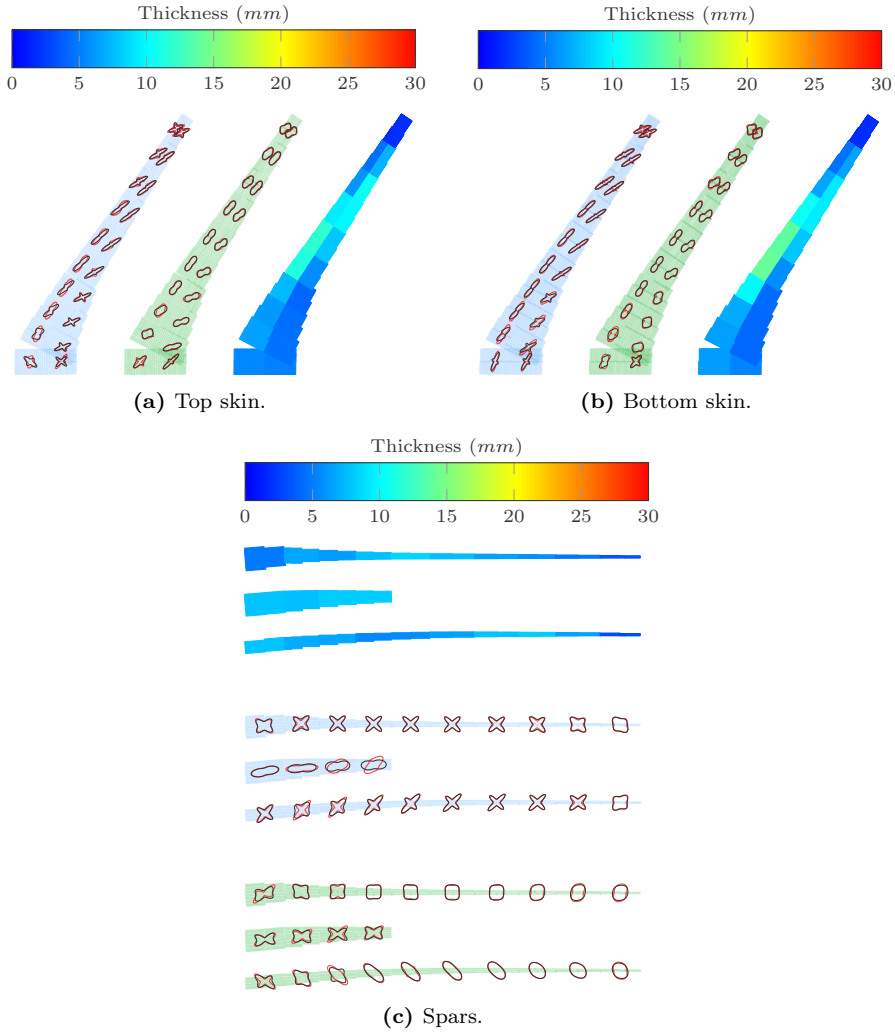 Thickness (mm)
0 10 20 30
5 15 25
Thickness (mm)
0 10 20 30
5 15 25
(a) Top skin.
(b) Bottom skin.
Thickness (mm)
0 5 10 15 20 25 30
(c) Spars.